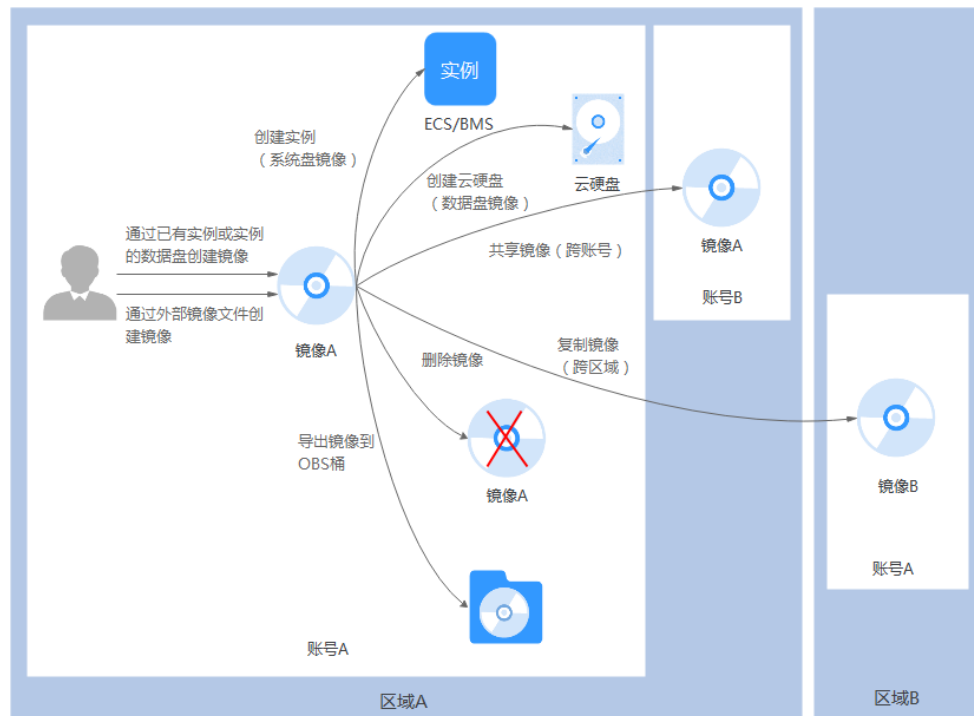 实例
ECS/BMS
创建实例
（系统盘镜像）
云硬盘
创建云硬盘
（数据盘镜像）
通过已有实例或实例
的数据盘创建镜像
共享镜像（跨账号）
镜像A
账号B
通过外部镜像文件创
建镜像
镜像A
删除镜像
复制镜像
（跨区域）
导出镜像到
OBS桶
镜像A
镜像B
账号A
账号A
区域A
区域B